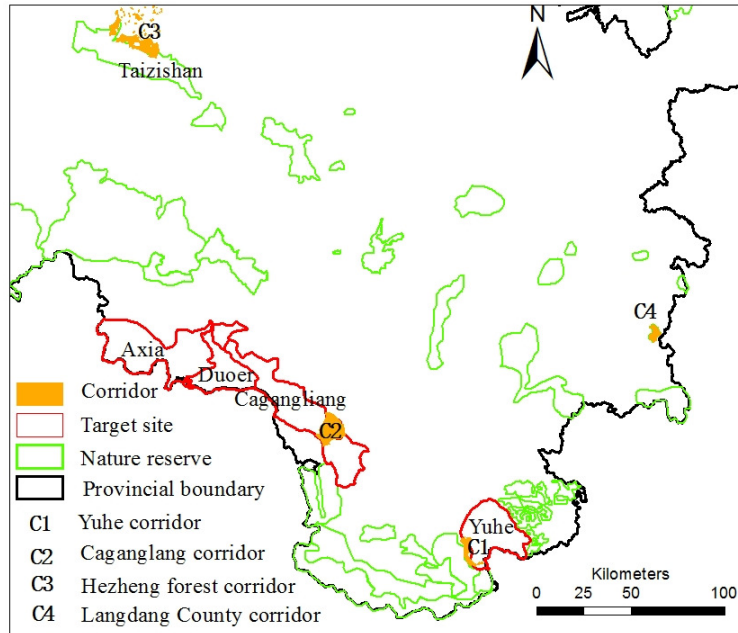 C3
N
Taizishan
C4
Axia
Duoer
Cagangliang
Corridor
C2
Target site
Nature reserve
Provincial boundary
Yuhe
C1 Yuhe corridor
C1
C2 Caganglang corridor
Kilometers
C3 Hezheng forest corridor
0 25 50 100
C4 Langdang County corridor